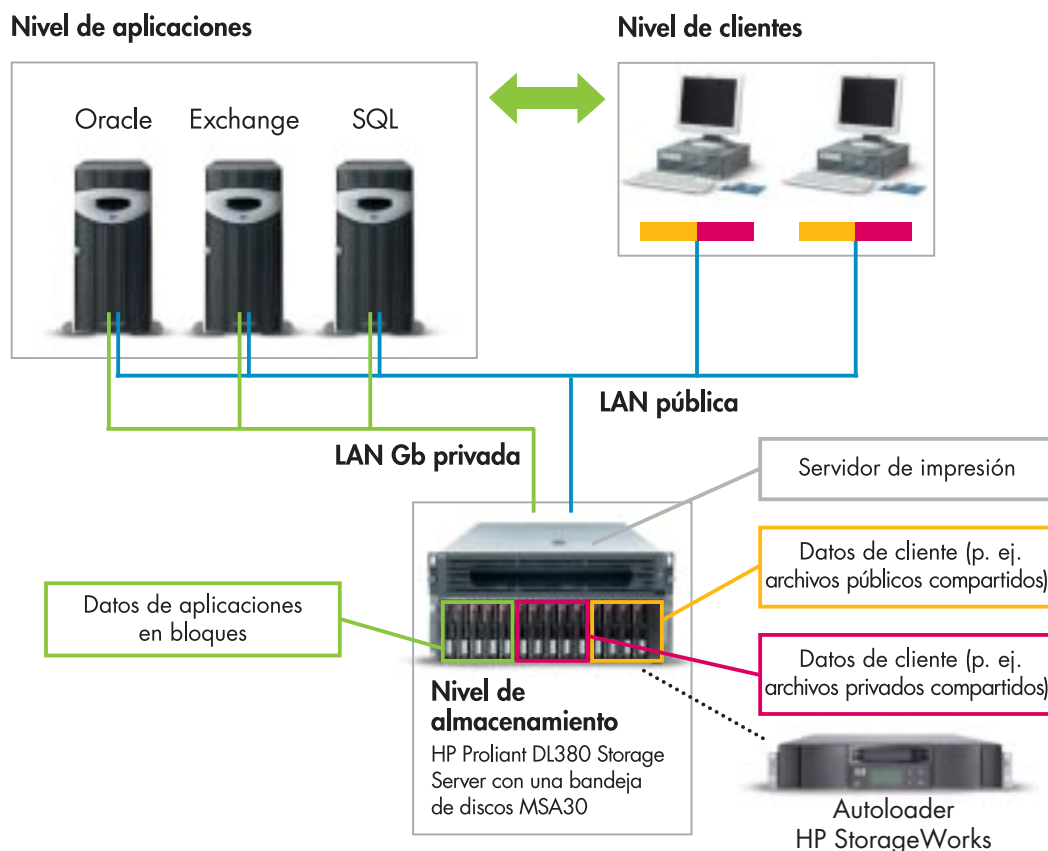 Nivel de aplicaciones
Nivel de clientes
Oracle
Exchange
SQL
LAN pública
LAN Gb privada
Servidor de impresión
Datos de cliente (p. ej.
archivos públicos compartidos)
Datos de aplicaciones
en bloques
Datos de cliente (p. ej.
archivos privados compartidos)
Nivel de
almacenamiento
HP Proliant DL380 Storage
Server con una bandeja
de discos MSA30
Autoloader
HP StorageWorks